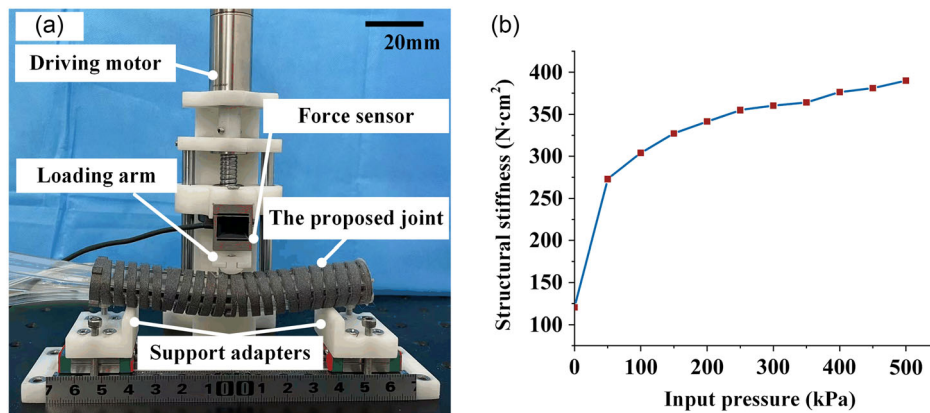 (a)
20mm
Driving motor
Force sensor
Loading arm
The proposed joint
Support adapters
7 6 5 4 3 2 1 0 0 1 2 3 4 5 6 7
(b)
Structural stiffness (N·cm²)
400
350
300
250
200
150
100
0 100 200 300 400 500
Input pressure (kPa)